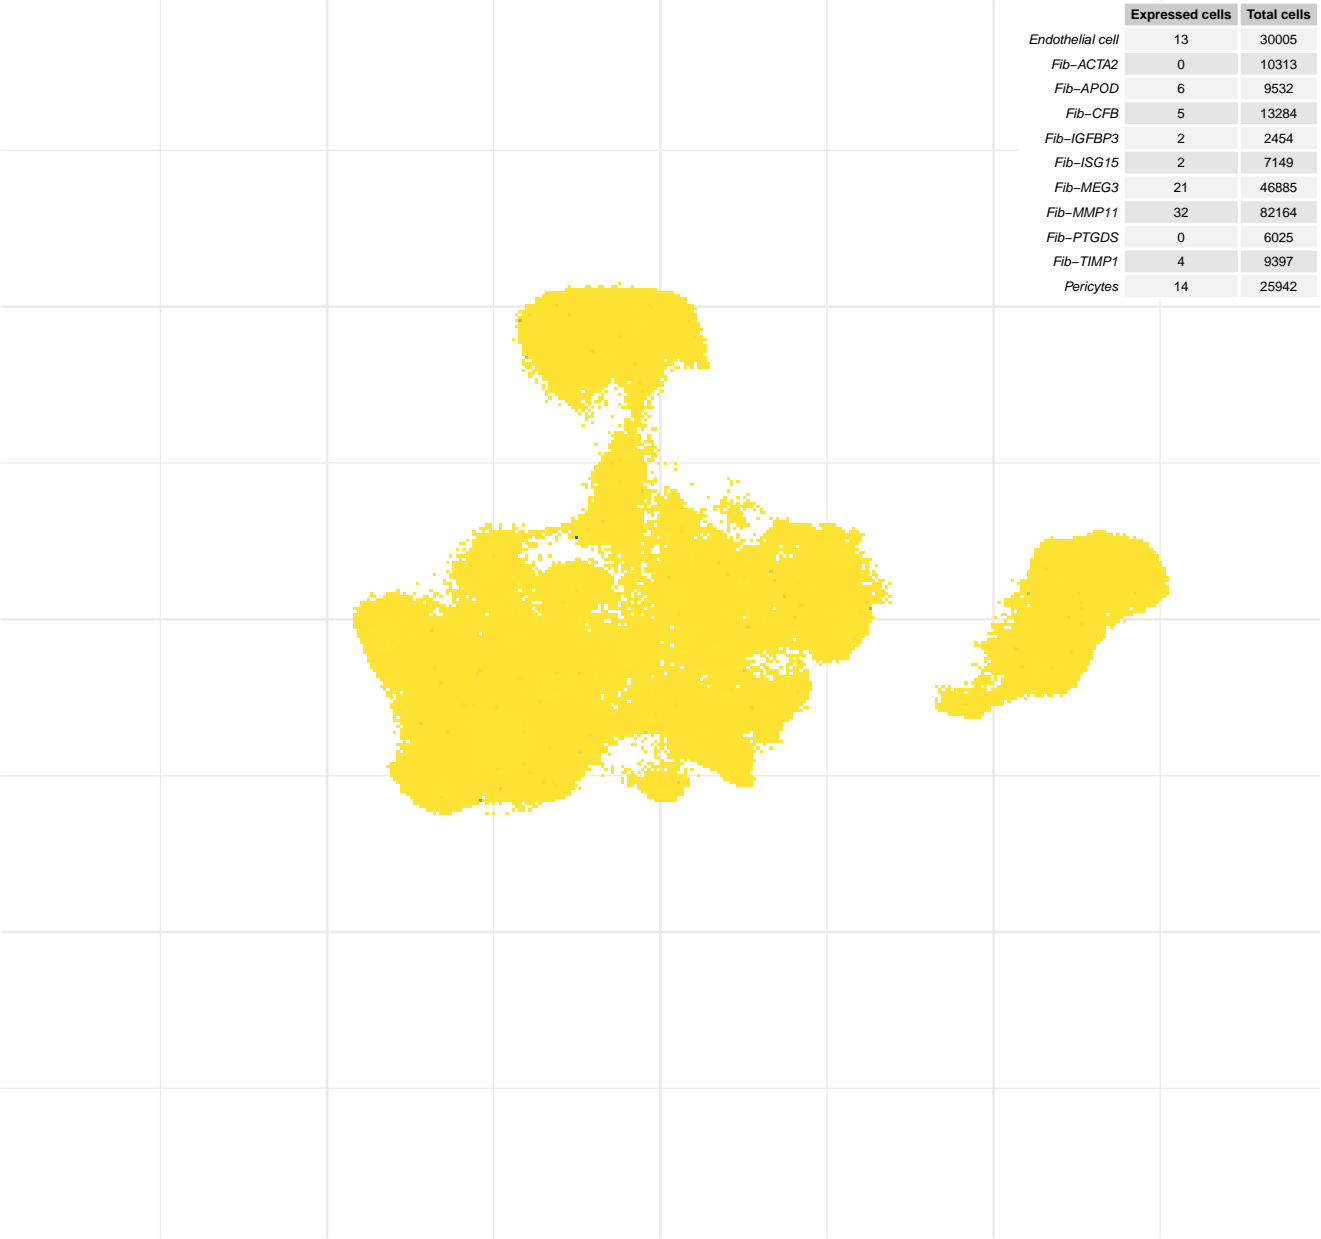 Expressed cells Total cells
Endothelial cell 13 30005
Fib−ACTA2 0 10313
Fib−APOD 6 9532
Fib−CFB 5 13284
Fib−IGFBP3 2 2454
Fib−ISG15 2 7149
Fib−MEG3 21 46885
Fib−MMP11 32 82164
Fib−PTGDS 0 6025
Fib−TIMP1 4 9397
Pericytes 14 25942